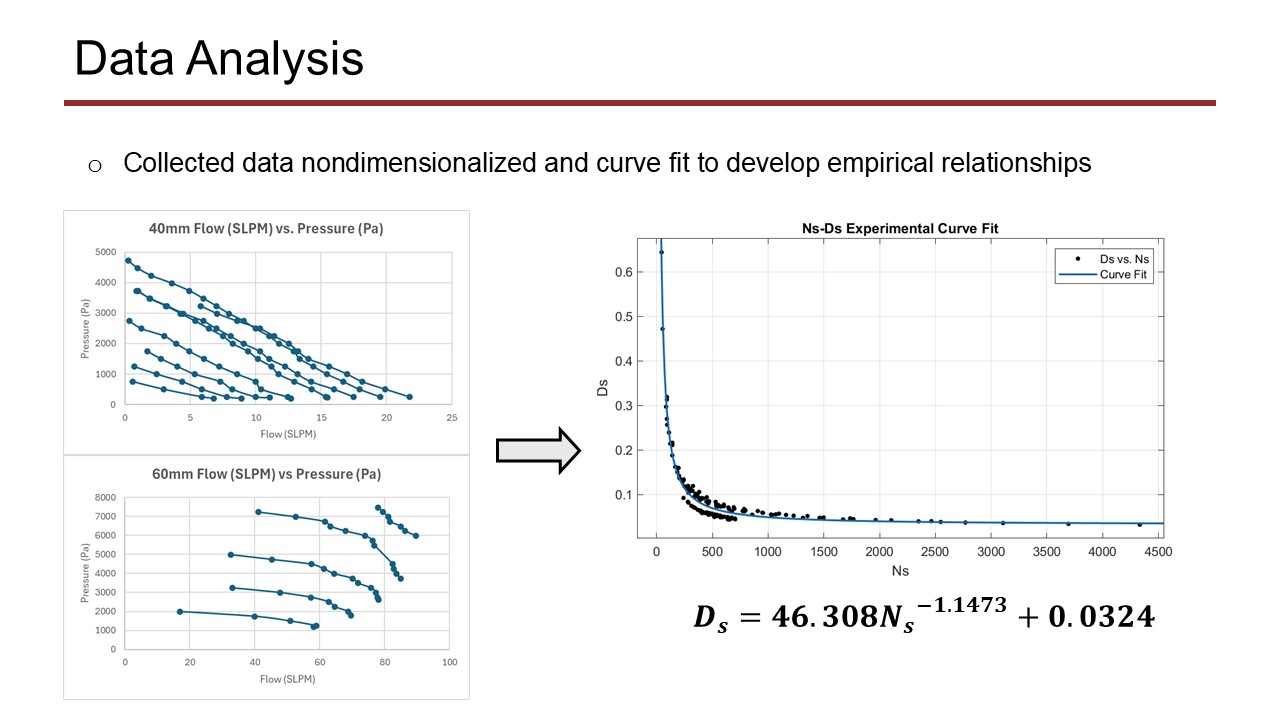 Data Analysis
o Collected data nondimensionalized and curve fit to develop empirical relationships
40mm Flow (SLPM) vs. Pressure (Pa)
5000
4000
3000
2000
1000
0
Pressure (Pa)
0 5 10 15 20 25
Flow (SLPM)
60mm Flow (SLPM) vs Pressure (Pa)
8000
7000
6000
5000
4000
3000
2000
1000
0
Pressure (Pa)
0 20 40 60 80 100
Flow (SLPM)
Ns-Ds Experimental Curve Fit
Ds vs. Ns
Curve Fit
0.6
0.5
0.4
0.3
0.2
0.1
Ds
0 500 1000 1500 2000 2500 3000 3500 4000 4500
Ns
Dₛ = 46.308Nₛ⁻¹·¹⁴⁷³ + 0.0324